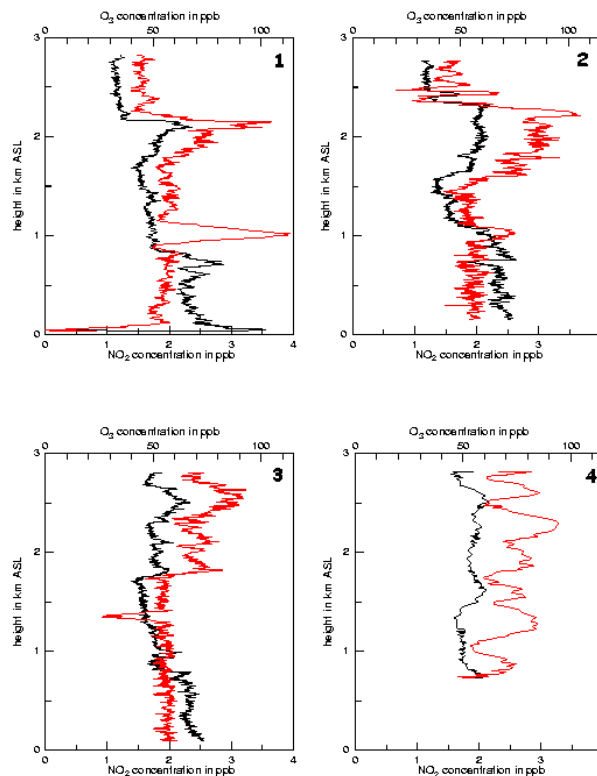 O₃ concentration in ppb
O₃ concentration in ppb
0 50 100
0 50 100
3
1
3
2
2
2
height in km ASL
height in km ASL
1
1
0
0
0 1 2 3 4
0 1 2 3
NO₂ concentration in ppb
NO₂ concentration in ppb
O₃ concentration in ppb
O₃ concentration in ppb
0 50 100
0 50 100
3
3
3
4
2
2
height in km ASL
height in km ASL
1
1
0
0
0 1 2 3 4
0 1 2 3
NO₂ concentration in ppb
NO₂ concentration in ppb